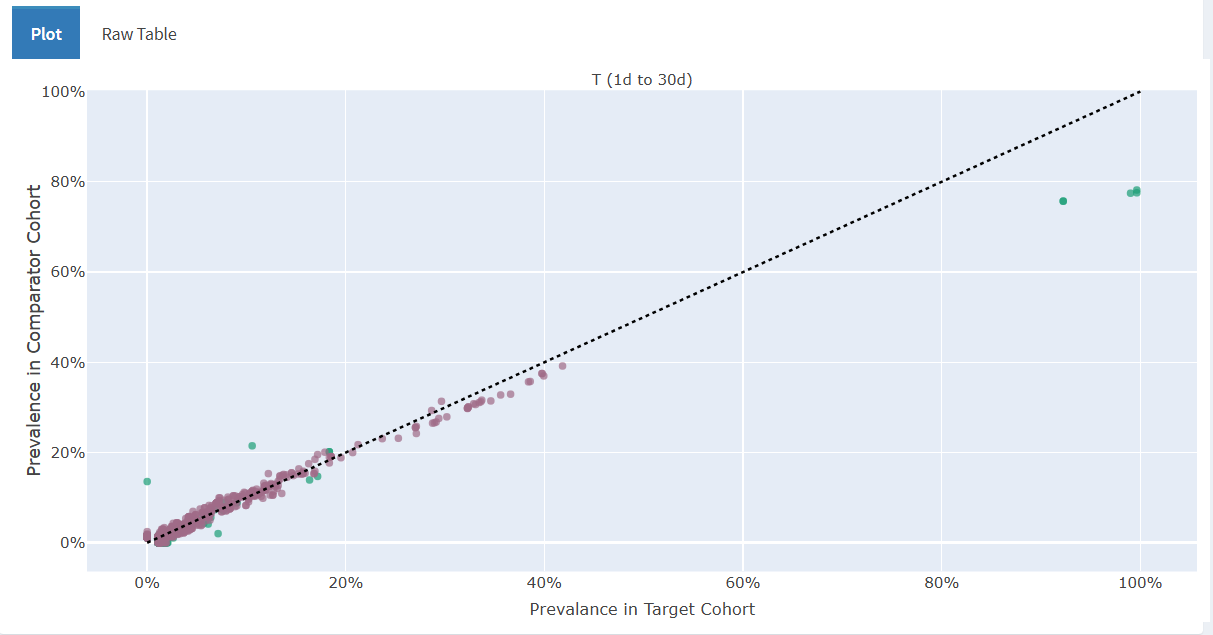 Plot Raw Table
T (1d to 30d)
100%
80%
60%
40%
20%
0%
Prevalence in Comparator Cohort
0% 20% 40% 60% 80% 100%
Prevalance in Target Cohort